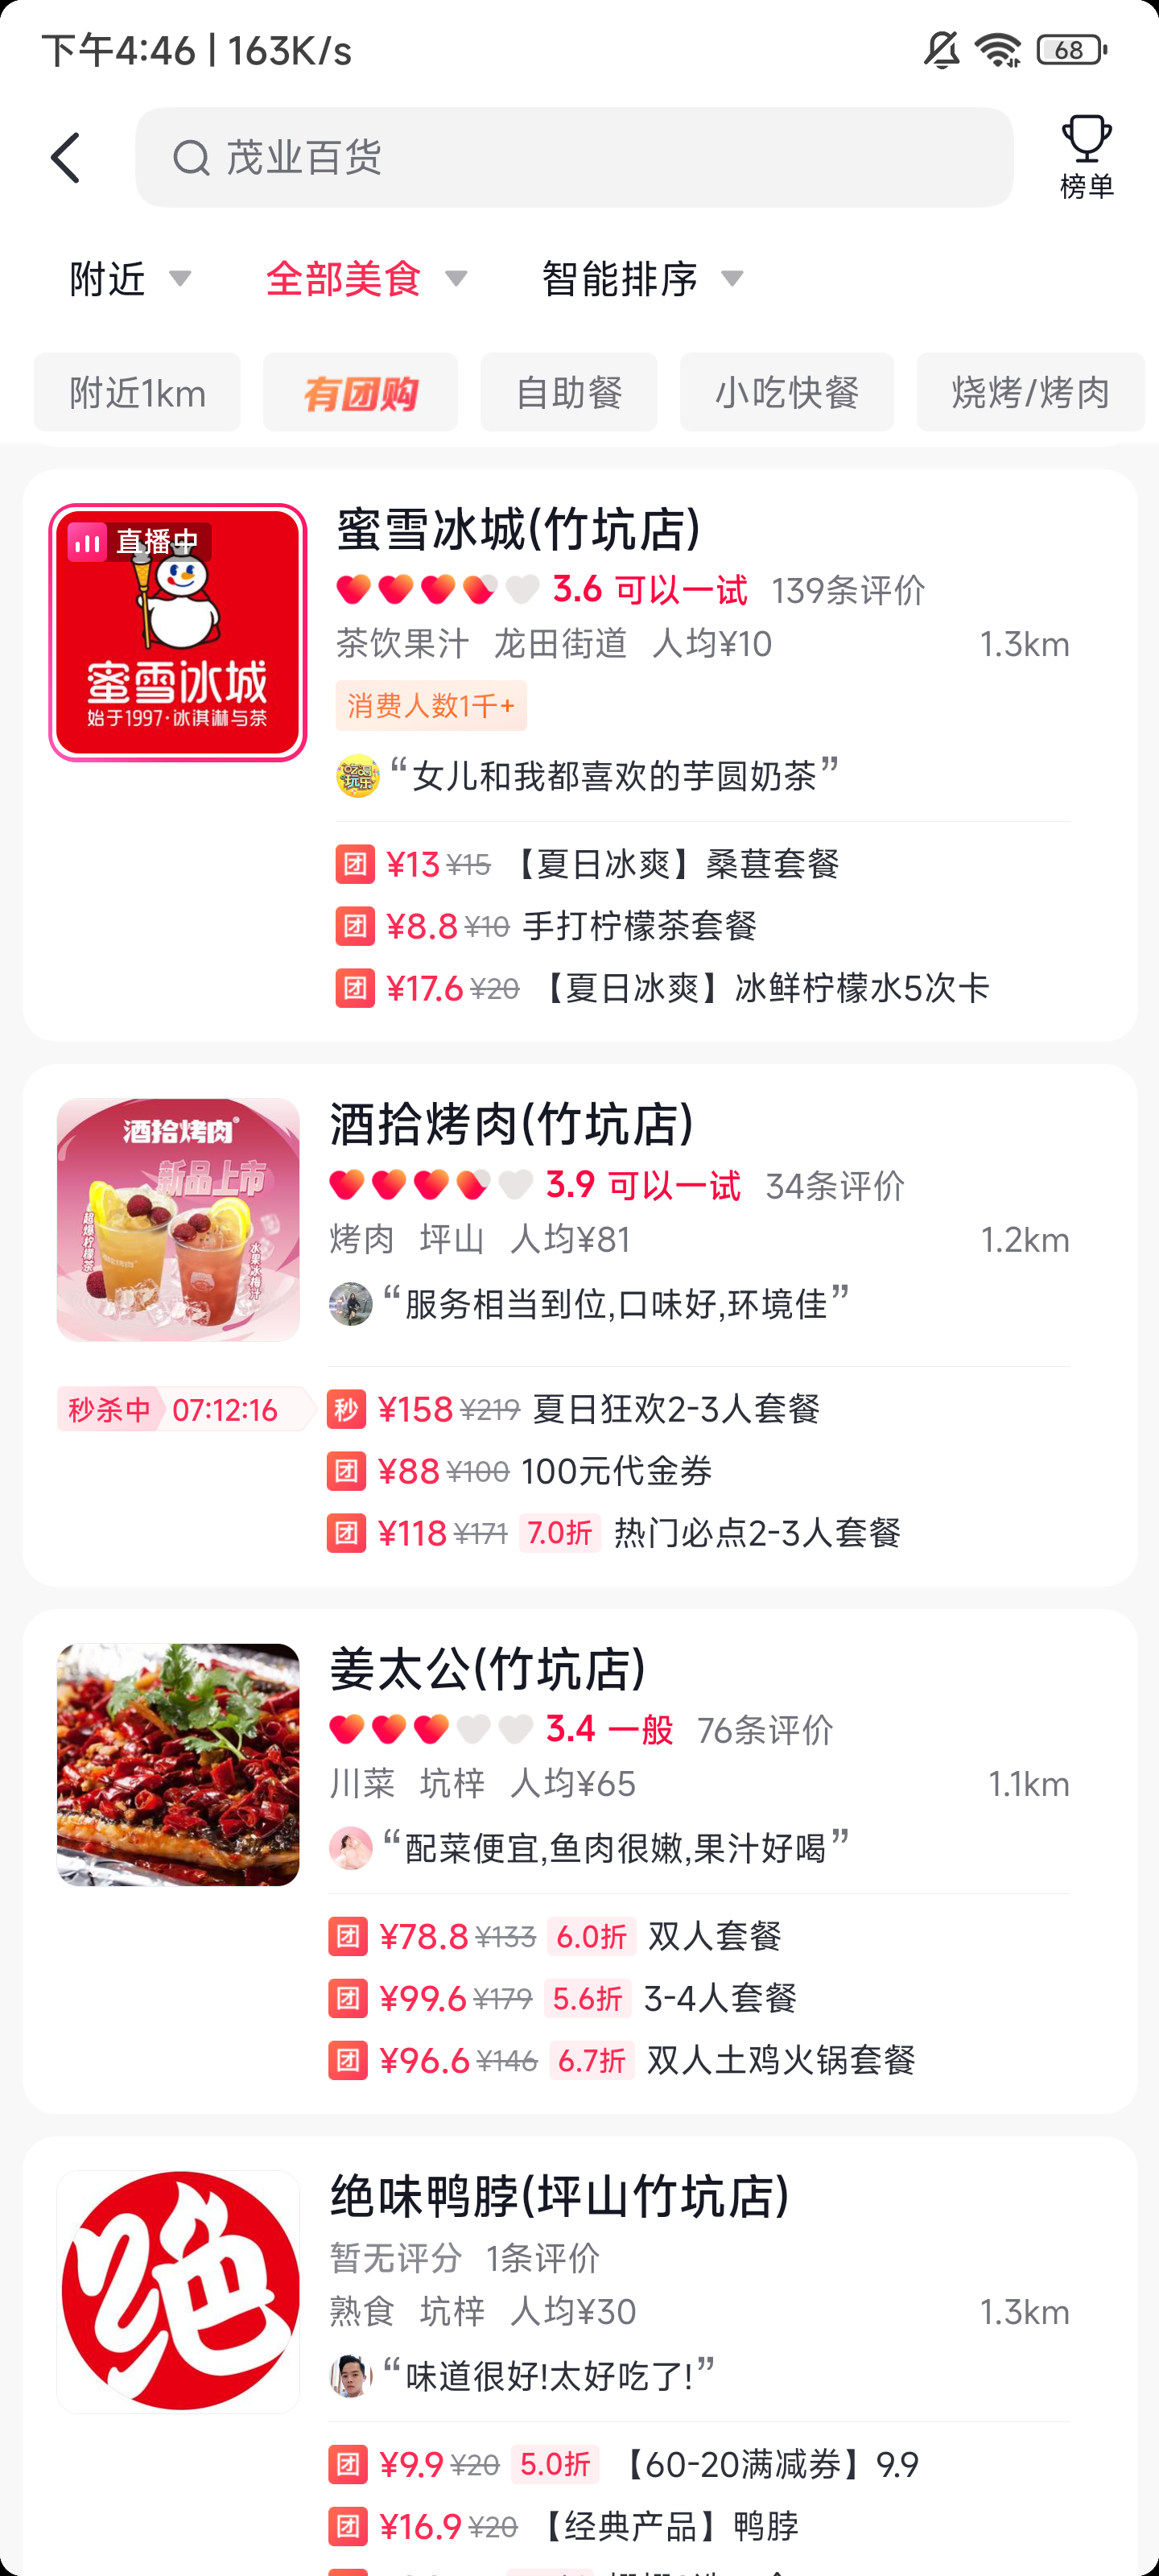 下午4:46 | 163K/s
68
茂业百货
榜单
附近
全部美食
智能排序
附近1km
有团购
自助餐
小吃快餐
烧烤/烤肉
直播中
蜜雪冰城
始于1997·冰淇淋与茶
蜜雪冰城(竹坑店)
3.6 可以一试 139条评价
茶饮果汁 龙田街道 人均¥10 1.3km
消费人数1千+
吃喝玩乐
“女儿和我都喜欢的芋圆奶茶”
团 ¥13 ¥15 【夏日冰爽】桑葚套餐
团 ¥8.8 ¥10 手打柠檬茶套餐
团 ¥17.6 ¥20 【夏日冰爽】冰鲜柠檬水5次卡
酒拾烤肉®
新品上市
超爆柠檬茶
水果冰梅汁
酒拾烤肉(竹坑店)
3.9 可以一试 34条评价
烤肉 坪山 人均¥81 1.2km
“服务相当到位,口味好,环境佳”
秒杀中 07:12:16
秒 ¥158 ¥219 夏日狂欢2-3人套餐
团 ¥88 ¥100 100元代金券
团 ¥118 ¥171 7.0折 热门必点2-3人套餐
姜太公(竹坑店)
3.4 一般 76条评价
川菜 坑梓 人均¥65 1.1km
“配菜便宜,鱼肉很嫩,果汁好喝”
团 ¥78.8 ¥133 6.0折 双人套餐
团 ¥99.6 ¥179 5.6折 3-4人套餐
团 ¥96.6 ¥146 6.7折 双人土鸡火锅套餐
绝
绝味鸭脖(坪山竹坑店)
暂无评分 1条评价
熟食 坑梓 人均¥30 1.3km
“味道很好!太好吃了!”
团 ¥9.9 ¥20 5.0折 【60-20满减券】9.9
团 ¥16.9 ¥20 【经典产品】鸭脖